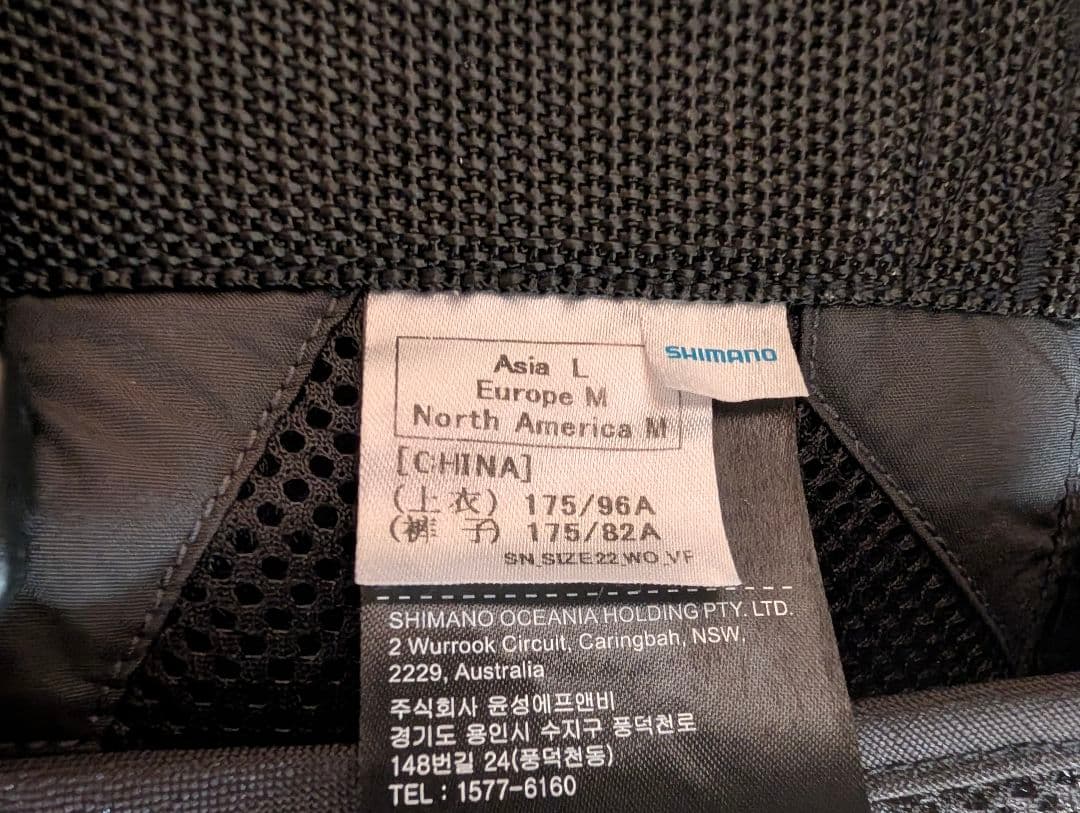 SHIMANO
Asia L
Europe M
North America M
[CHINA]
(上 衣) 175/96A
(裤 子) 175/82A
SN_SIZE22_WO_VF
SHIMANO OCEANIA HOLDING PTY. LTD.
2 Wurrook Circuit, Caringbah, NSW,
2229, Australia
주식회사 윤성에프앤비
경기도 용인시 수지구 풍덕천로
148번길 24(풍덕천동)
TEL : 1577-6160